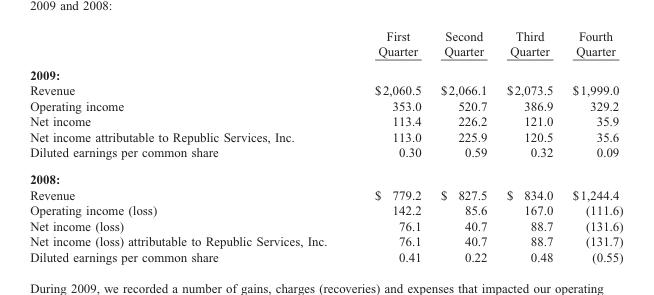 2009 and 2008:
First Quarter Second Quarter Third Quarter Fourth Quarter
2009:
Revenue $2,060.5 $2,066.1 $2,073.5 $1,999.0
Operating income 353.0 520.7 386.9 329.2
Net income 113.4 226.2 121.0 35.9
Net income attributable to Republic Services, Inc. 113.0 225.9 120.5 35.6
Diluted earnings per common share 0.30 0.59 0.32 0.09
2008:
Revenue $ 779.2 $ 827.5 $ 834.0 $1,244.4
Operating income (loss) 142.2 85.6 167.0 (111.6)
Net income (loss) 76.1 40.7 88.7 (131.6)
Net income (loss) attributable to Republic Services, Inc. 76.1 40.7 88.7 (131.7)
Diluted earnings per common share 0.41 0.22 0.48 (0.55)
During 2009, we recorded a number of gains, charges (recoveries) and expenses that impacted our operating